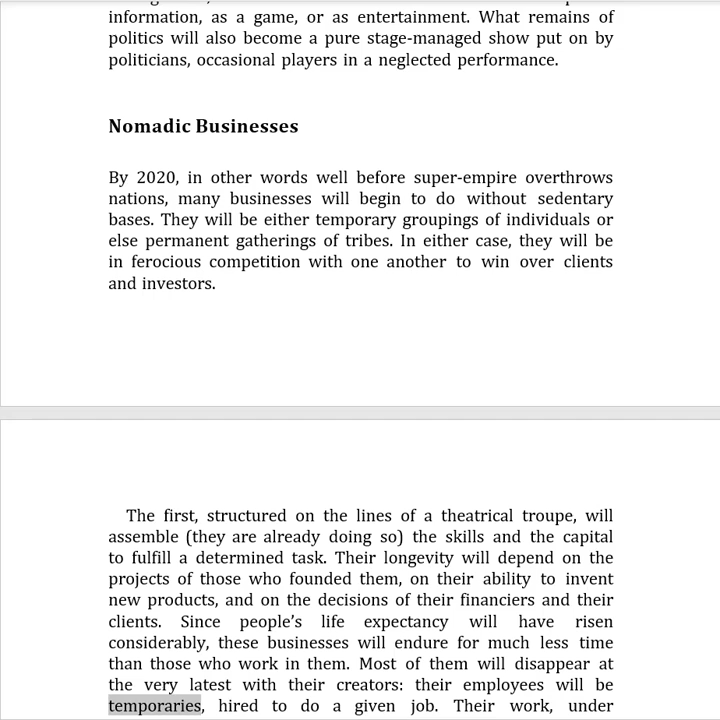 information, as a game, or as entertainment. What remains of
politics will also become a pure stage-managed show put on by
politicians, occasional players in a neglected performance.
Nomadic Businesses
By 2020, in other words well before super-empire overthrows
nations, many businesses will begin to do without sedentary
bases. They will be either temporary groupings of individuals or
else permanent gatherings of tribes. In either case, they will be
in ferocious competition with one another to win over clients
and investors.
The first, structured on the lines of a theatrical troupe, will
assemble (they are already doing so) the skills and the capital
to fulfill a determined task. Their longevity will depend on the
projects of those who founded them, on their ability to invent
new products, and on the decisions of their financiers and their
clients. Since people’s life expectancy will have risen
considerably, these businesses will endure for much less time
than those who work in them. Most of them will disappear at
the very latest with their creators: their employees will be
temporaries, hired to do a given job. Their work, under